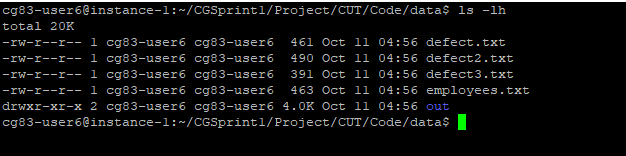 cg83-user6@instance-1:~/CGSprint1/Project/CUT/Code/data$ ls -lh
total 20K
-rw-r--r-- 1 cg83-user6 cg83-user6  461 Oct 11 04:56 defect.txt
-rw-r--r-- 1 cg83-user6 cg83-user6  490 Oct 11 04:56 defect2.txt
-rw-r--r-- 1 cg83-user6 cg83-user6  391 Oct 11 04:56 defect3.txt
-rw-r--r-- 1 cg83-user6 cg83-user6  463 Oct 11 04:56 employees.txt
drwxr-xr-x 2 cg83-user6 cg83-user6 4.0K Oct 11 04:56 out
cg83-user6@instance-1:~/CGSprint1/Project/CUT/Code/data$